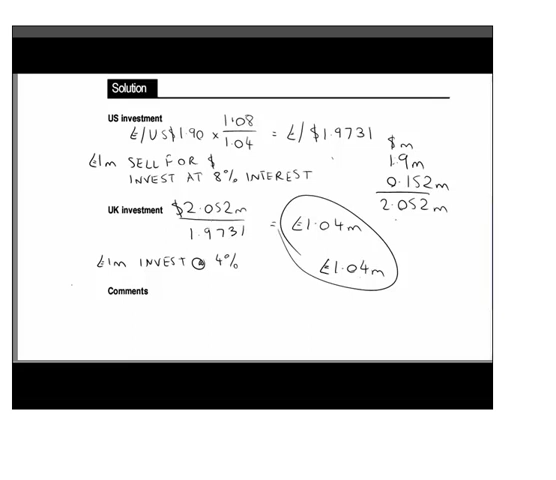 Solution
US investment
£/US$1.90 × 1.08/1.04 = £/$1.9731
$m
£1m SELL FOR $
1.9m
INVEST AT 8% INTEREST
0.152m
2.052m
UK investment
$2.052m / 1.9731 = £1.04m
£1m INVEST @ 4%
£1.04m
Comments